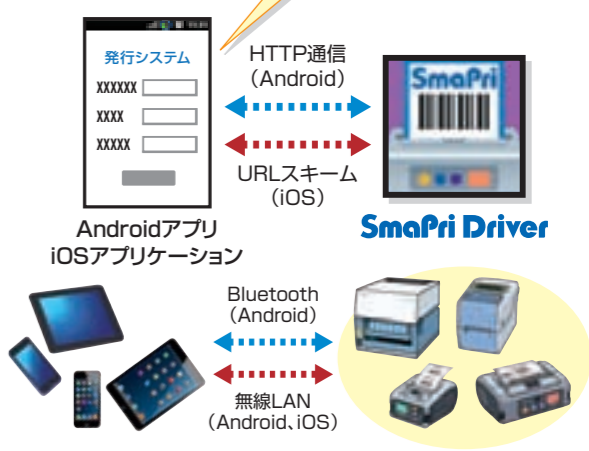 発行システム
XXXXXX
XXXX
XXXXX
HTTP通信
（Android）
URLスキーム
（iOS）
SmaPri
Androidアプリ
iOSアプリケーション
SmaPri Driver
Bluetooth
（Android）
無線LAN
（Android、iOS）